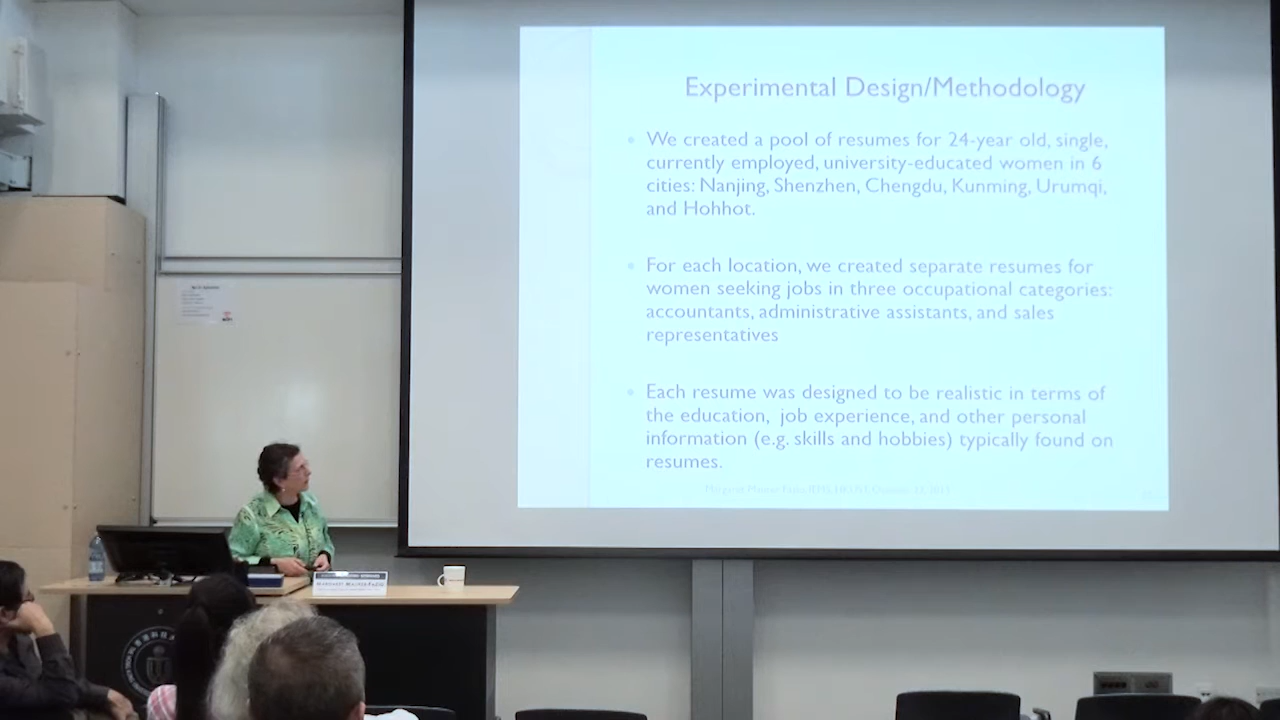 Experimental Design/Methodology
We created a pool of resumes for 24-year old, single,
currently employed, university-educated women in 6
cities: Nanjing, Shenzhen, Chengdu, Kunming, Urumqi,
and Hohhot.
For each location, we created separate resumes for
women seeking jobs in three occupational categories:
accountants, administrative assistants, and sales
representatives
Each resume was designed to be realistic in terms of
the education, job experience, and other personal
information (e.g. skills and hobbies) typically found on
resumes.
MARGARET MAURER-FAZIO